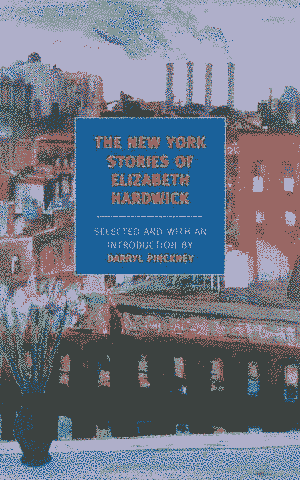 THE NEW YORK
STORIES OF
ELIZABETH
HARDWICK
SELECTED AND WITH AN
INTRODUCTION BY
DARRYL PINCKNEY